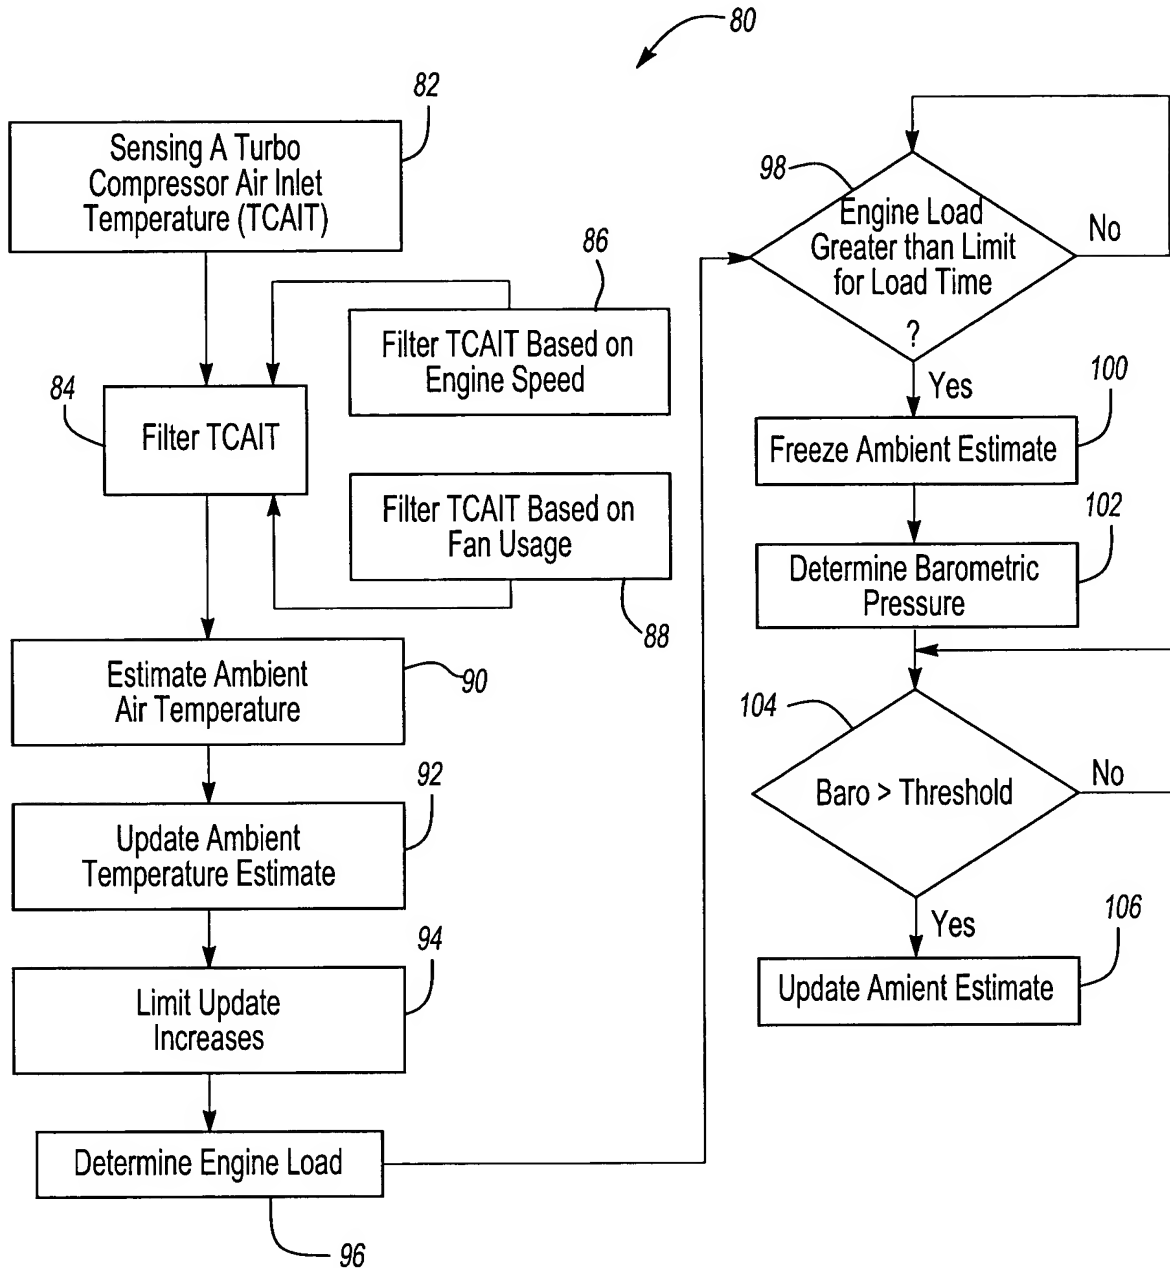 80
82
Sensing A Turbo
Compressor Air Inlet
Temperature (TCAIT)
86
Filter TCAIT Based on
Engine Speed
84
Filter TCAIT
Filter TCAIT Based on
Fan Usage
88
Estimate Ambient
Air Temperature
90
92
Update Ambient
Temperature Estimate
94
Limit Update
Increases
Determine Engine Load
96
98
Engine Load
Greater than Limit
for Load Time
?
No
Yes
100
Freeze Ambient Estimate
102
Determine Barometric
Pressure
104
Baro > Threshold
No
Yes
106
Update Amient Estimate